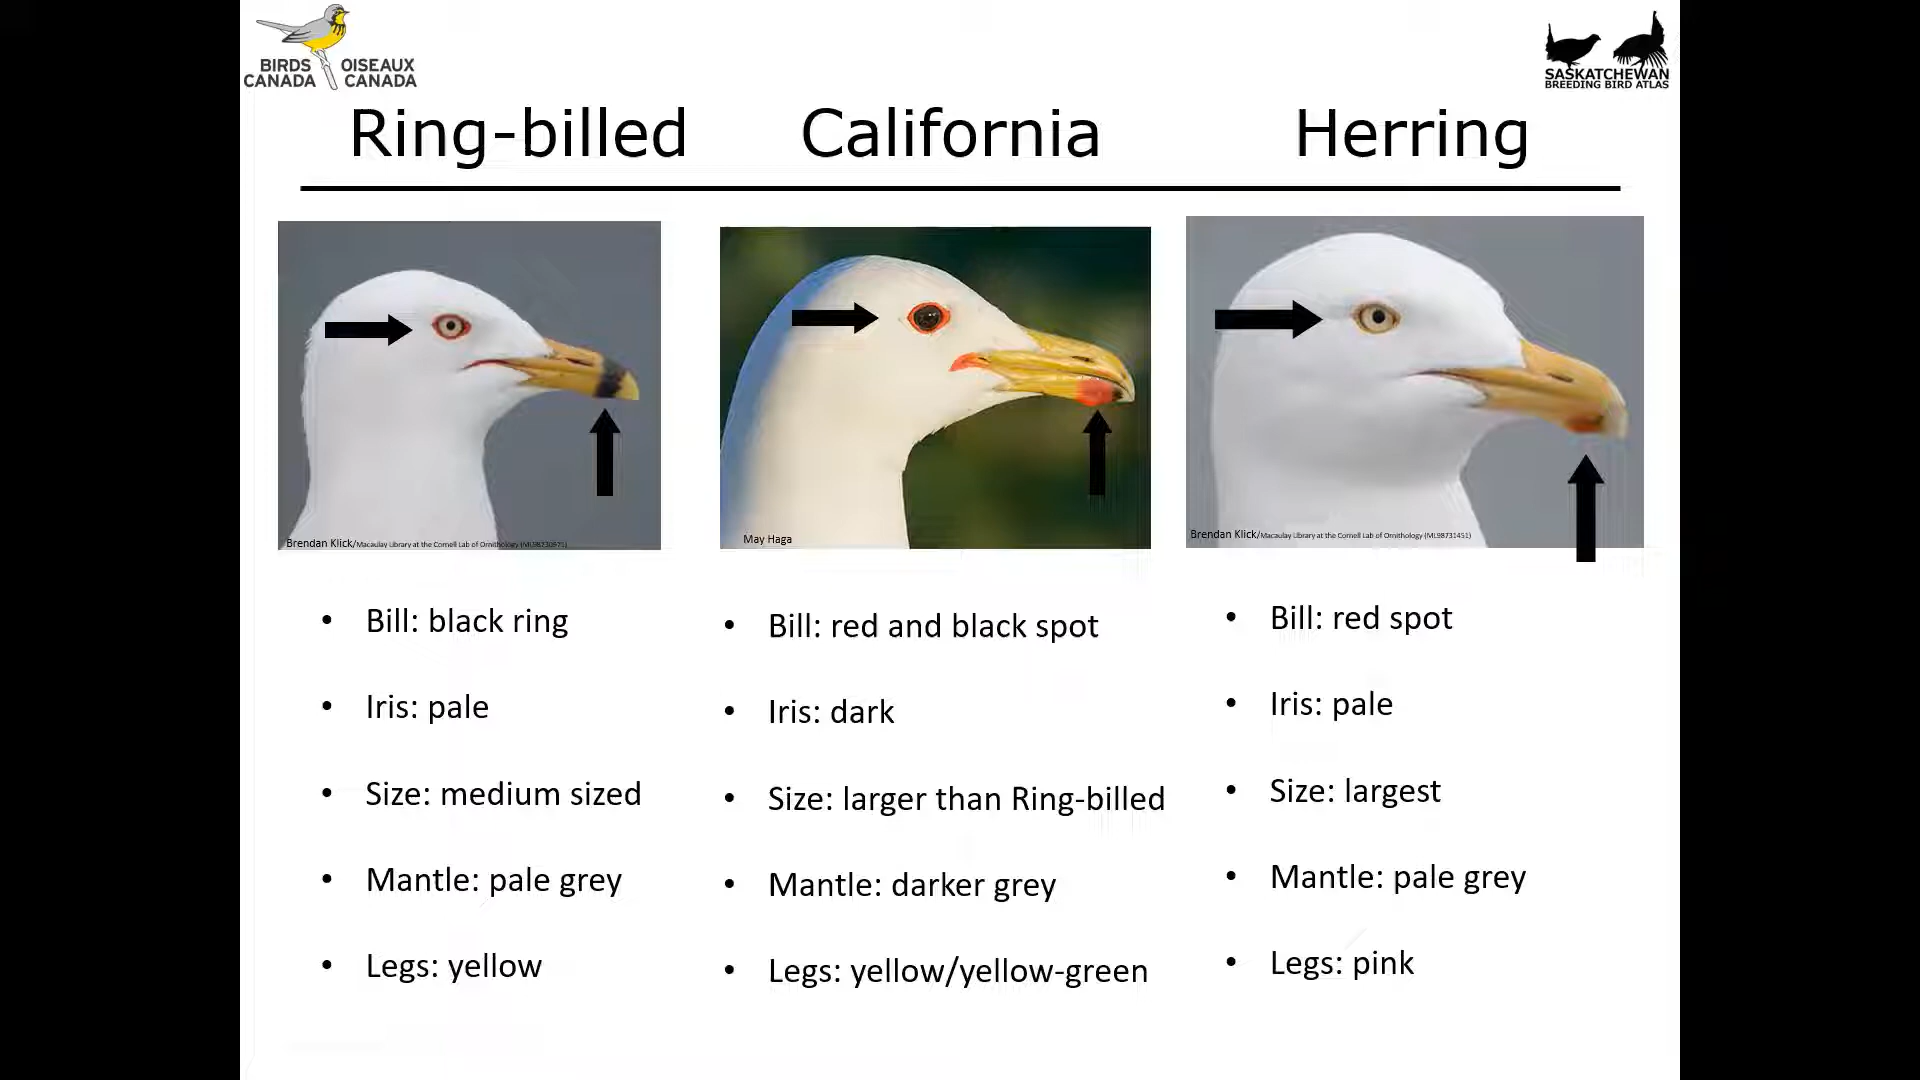 BIRDS CANADA
OISEAUX CANADA
SASKATCHEWAN
BREEDING BIRD ATLAS
Ring-billed
California
Herring
Brendan Klick/Macaulay Library at the Cornell Lab of Ornithology
May Haga
Brendan Klick/Macaulay Library at the Cornell Lab of Ornithology (ML98731451)
• Bill: black ring
• Iris: pale
• Size: medium sized
• Mantle: pale grey
• Legs: yellow
• Bill: red and black spot
• Iris: dark
• Size: larger than Ring-billed
• Mantle: darker grey
• Legs: yellow/yellow-green
• Bill: red spot
• Iris: pale
• Size: largest
• Mantle: pale grey
• Legs: pink